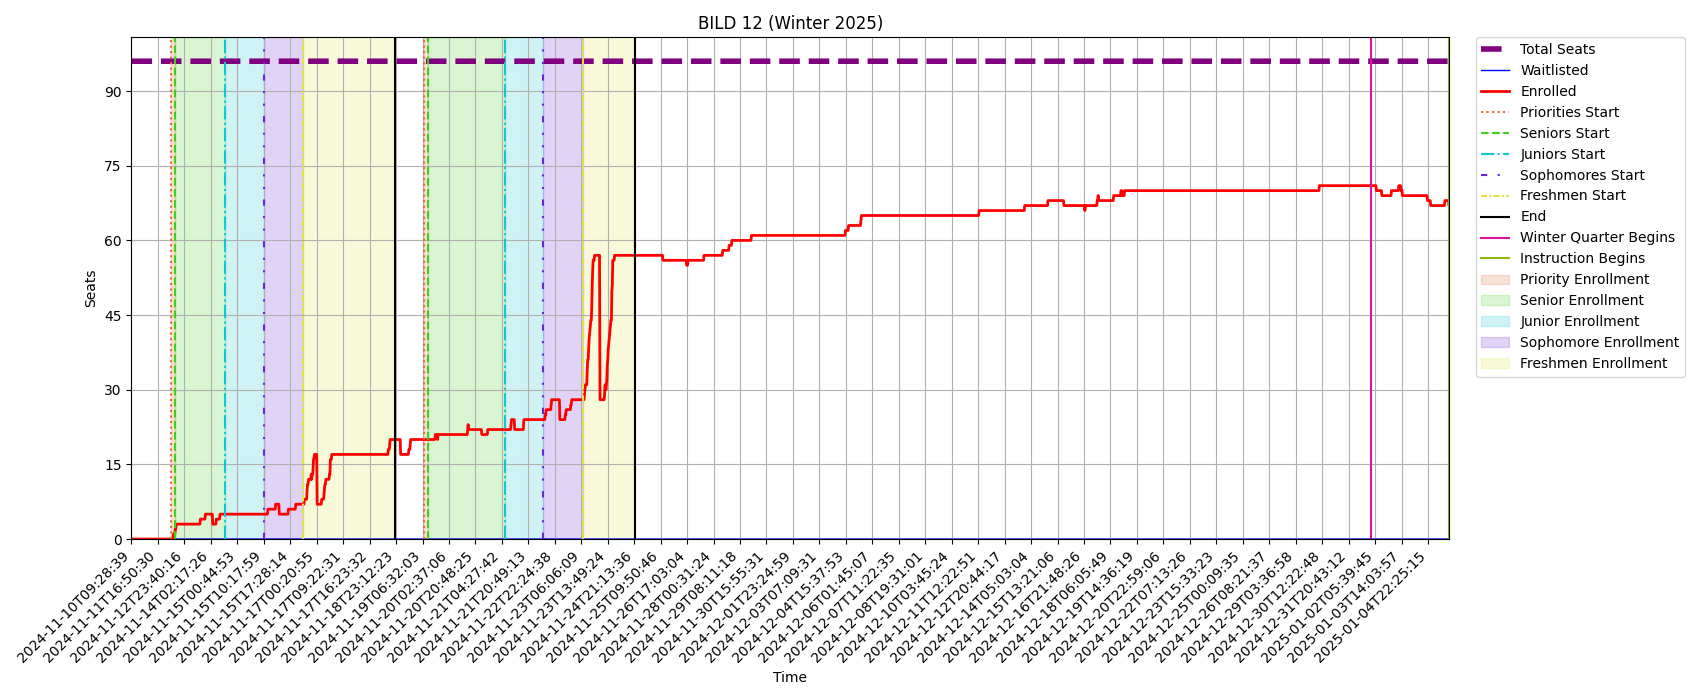 BILD 12 (Winter 2025)
Total Seats
Waitlisted
Enrolled
Priorities Start
Seniors Start
Juniors Start
Sophomores Start
Freshmen Start
End
Winter Quarter Begins
Instruction Begins
Priority Enrollment
Senior Enrollment
Junior Enrollment
Sophomore Enrollment
Freshmen Enrollment
Seats
90
75
60
45
30
15
0
2024-11-10T09:28:39
2024-11-11T16:50:30
2024-11-12T23:40:16
2024-11-14T02:17:26
2024-11-15T00:44:53
2024-11-15T10:17:59
2024-11-15T17:28:14
2024-11-17T00:20:55
2024-11-17T09:22:31
2024-11-17T16:23:32
2024-11-18T23:12:23
2024-11-19T06:32:03
2024-11-20T02:37:06
2024-11-20T20:48:25
2024-11-21T04:27:42
2024-11-21T20:49:13
2024-11-22T22:24:38
2024-11-23T06:06:09
2024-11-23T13:49:24
2024-11-24T21:13:36
2024-11-25T09:50:46
2024-11-26T17:03:04
2024-11-28T00:31:24
2024-11-29T08:11:18
2024-11-30T15:55:31
2024-12-01T23:24:59
2024-12-03T07:09:31
2024-12-04T15:37:53
2024-12-06T01:45:07
2024-12-07T11:22:35
2024-12-08T19:31:01
2024-12-10T03:45:24
2024-12-11T12:22:51
2024-12-12T20:44:17
2024-12-14T05:03:04
2024-12-15T13:21:06
2024-12-16T21:48:26
2024-12-18T06:05:49
2024-12-19T14:36:19
2024-12-20T22:59:06
2024-12-22T07:13:26
2024-12-23T15:33:23
2024-12-25T00:09:35
2024-12-26T08:21:37
2024-12-29T03:36:58
2024-12-30T12:22:48
2024-12-31T20:43:12
2025-01-02T05:39:45
2025-01-03T14:03:57
2025-01-04T22:25:15
Time